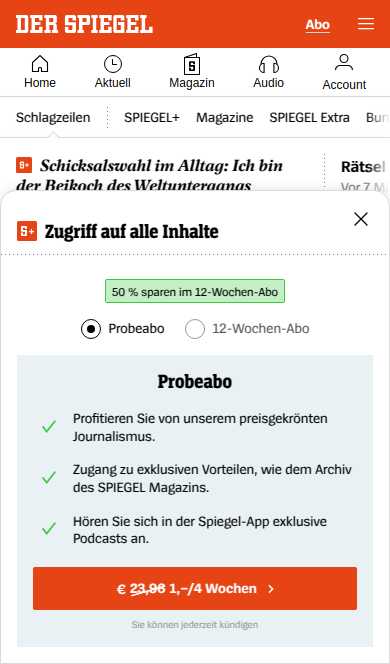 DER SPIEGEL
Abo
Home
Aktuell
Magazin
Audio
Account
Schlagzeilen
SPIEGEL+
Magazine
SPIEGEL Extra
S+ Schicksalswahl im Alltag: Ich bin
der Beikoch des Weltuntergangs
Rätsel
Vor 7 M
S+ Zugriff auf alle Inhalte
50 % sparen im 12-Wochen-Abo
Probeabo
12-Wochen-Abo
Probeabo
Profitieren Sie von unserem preisgekrönten
Journalismus.
Zugang zu exklusiven Vorteilen, wie dem Archiv
des SPIEGEL Magazins.
Hören Sie sich in der Spiegel-App exklusive
Podcasts an.
€ 23,96 1,–/4 Wochen
Sie können jederzeit kündigen